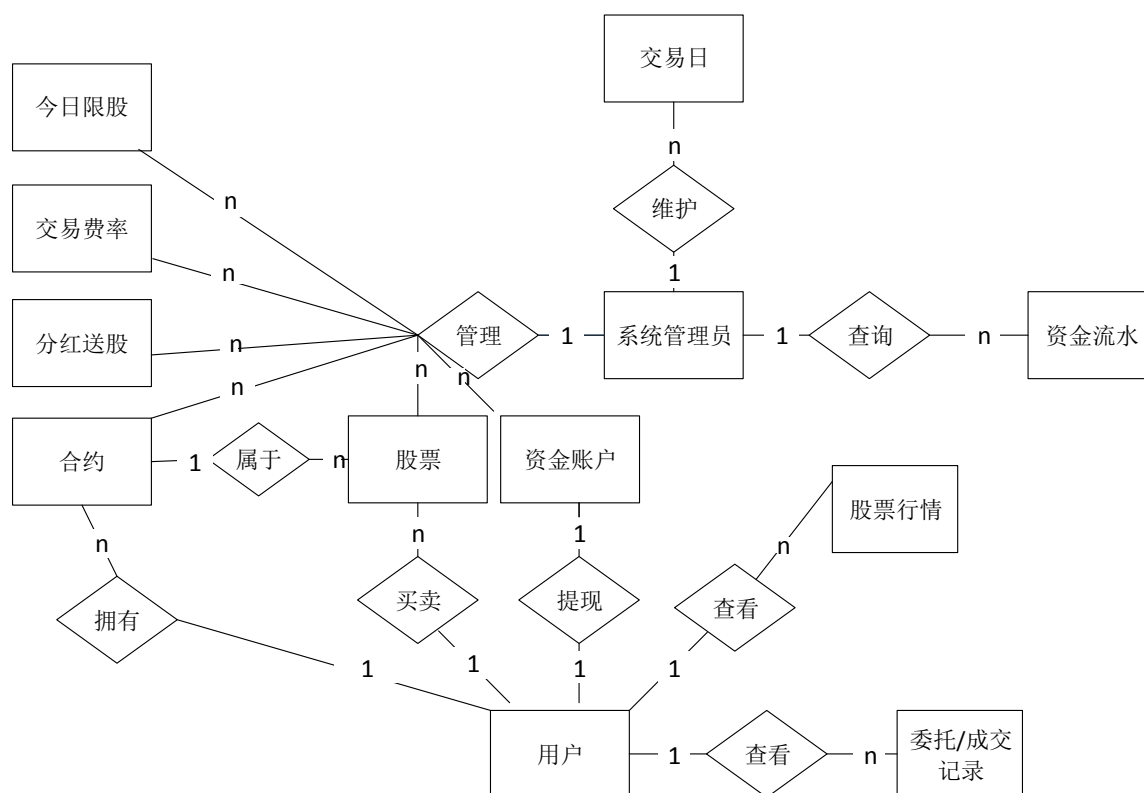 交易日
今日限股
n
维护
n
交易费率
n
1
分红送股
n
n
管理
1
系统管理员
1
查询
n
资金流水
n
n
n
合约
1
属于
n
股票
资金账户
股票行情
n
n
1
n
拥有
买卖
提现
查看
1
1
1
1
用户
1
查看
n
委托/成交
记录